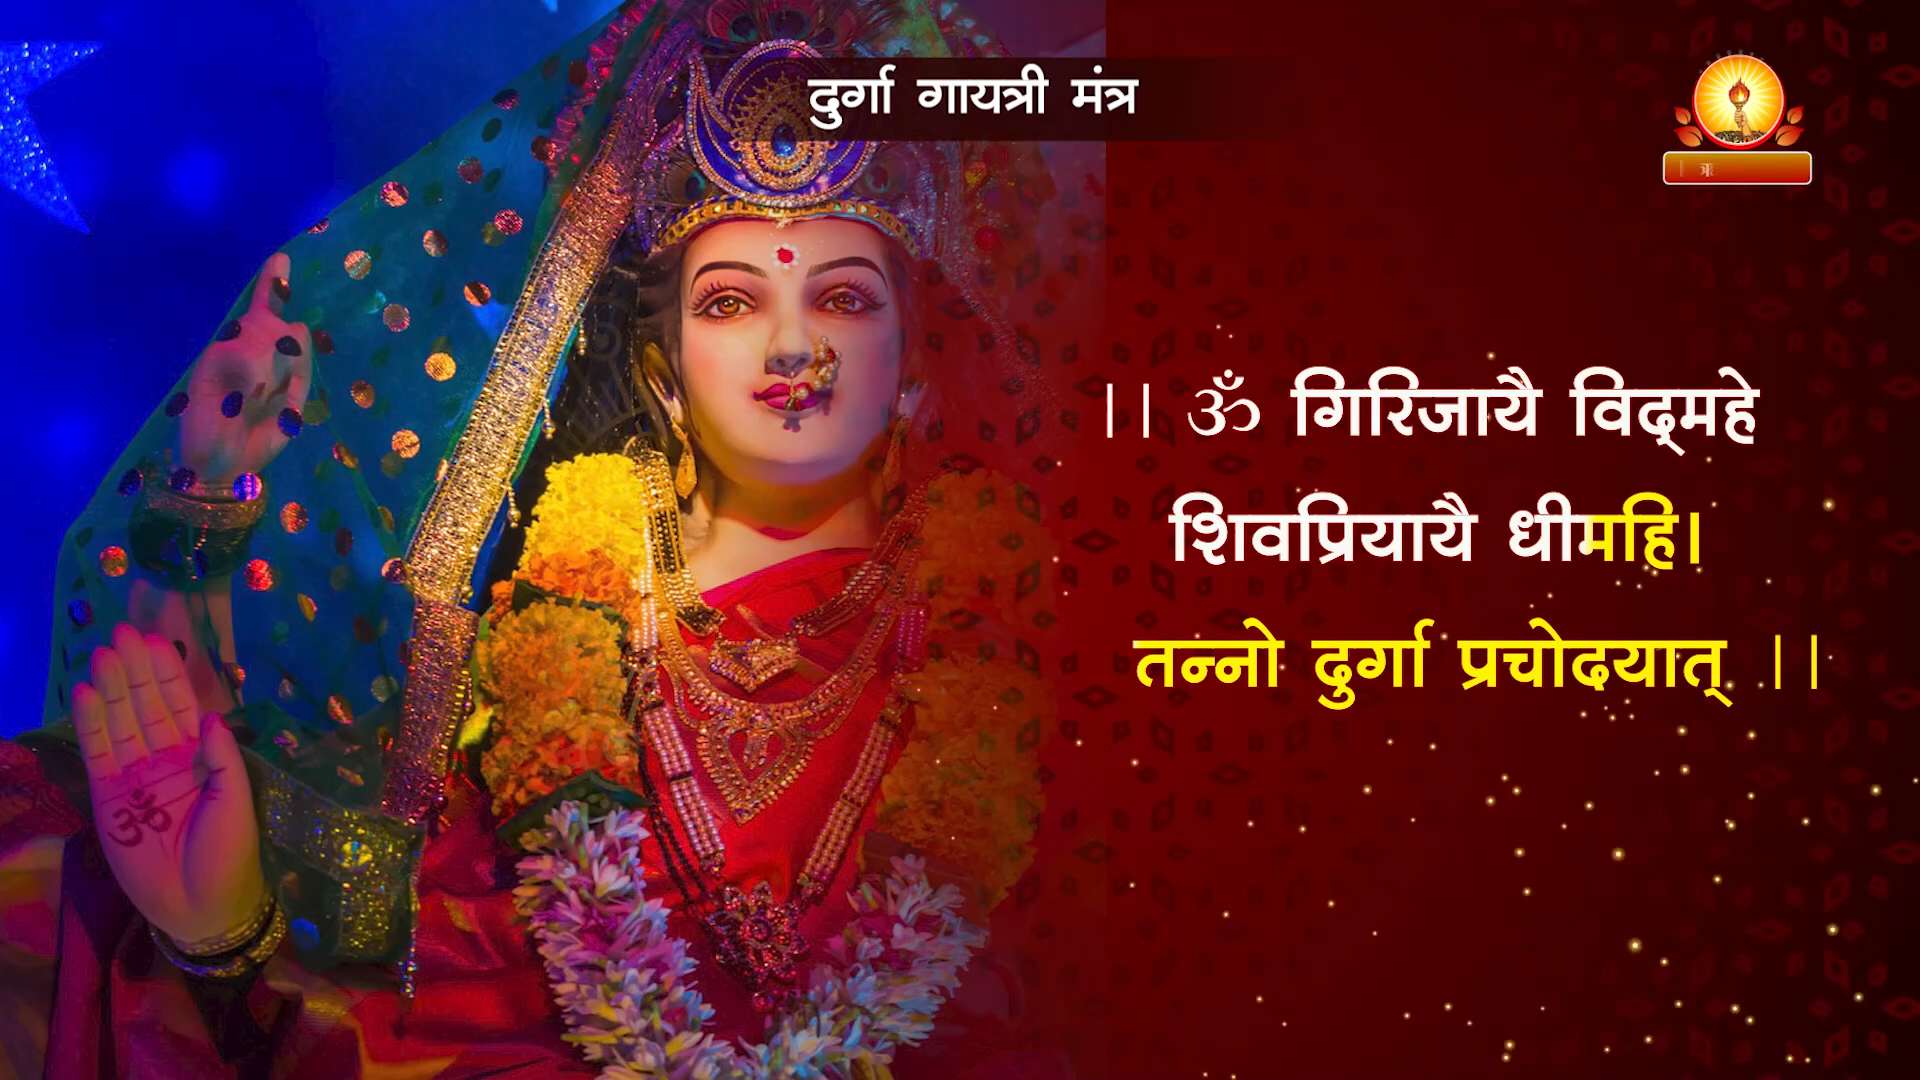 दुर्गा गायत्री मंत्र
।। ॐ गिरिजायै विद्‌महे
शिवप्रियायै धीमहि।
तन्नो दुर्गा प्रचोदयात् ।।
ॐ